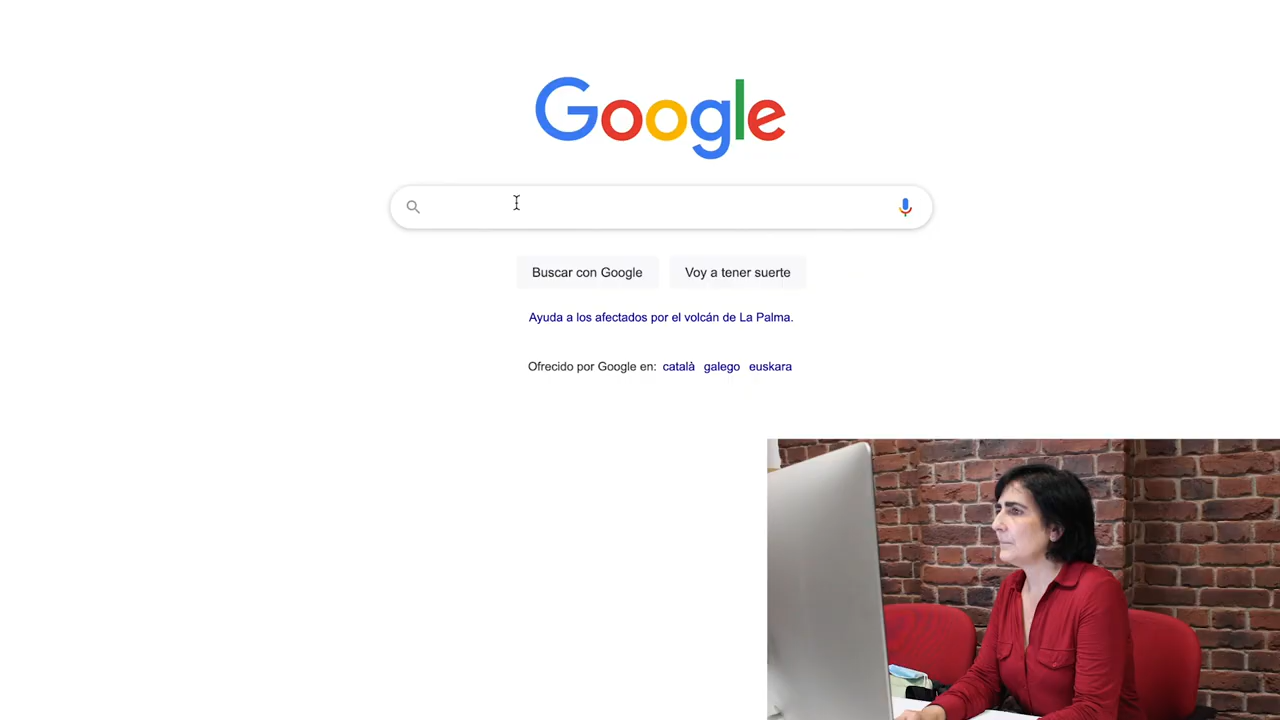 Google
Buscar con Google Voy a tener suerte
Ayuda a los afectados por el volcán de La Palma.
Ofrecido por Google en: català galego euskara